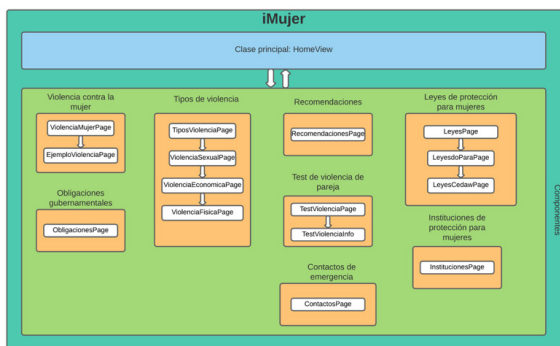 iMujer
Clase principal: HomeView
Violencia contra la
mujer
ViolenciaMujerPage
EjemploViolenciaPage
Obligaciones
gubernamentales
ObligacionesPage
Tipos de violencia
TiposViolenciaPage
ViolenciaSexualPage
ViolenciaEconomicaPage
ViolenciaFisicaPage
Recomendaciones
RecomendacionesPage
Test de violencia de
pareja
TestViolenciaPage
TestViolenciaInfo
Contactos de
emergencia
ContactosPage
Leyes de protección
para mujeres
LeyesPage
LeyesdoParaPage
LeyesCedawPage
Instituciones de
protección para
mujeres
InstitucionesPage
Componentes